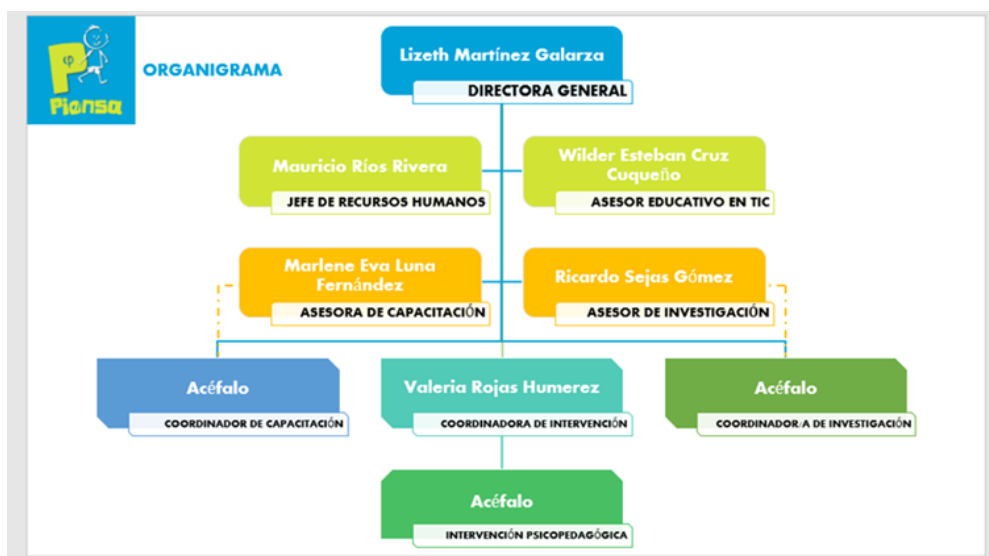 P
φ
Piensa
ORGANIGRAMA
Lizeth Martínez Galarza
DIRECTORA GENERAL
Mauricio Ríos Rivera
JEFE DE RECURSOS HUMANOS
Wilder Esteban Cruz
Cuqueño
ASESOR EDUCATIVO EN TIC
Marlene Eva Luna
Fernández
ASESORA DE CAPACITACIÓN
Ricardo Sejas Gómez
ASESOR DE INVESTIGACIÓN
Acéfalo
COORDINADOR DE CAPACITACIÓN
Valeria Rojas Humerez
COORDINADORA DE INTERVENCIÓN
Acéfalo
COORDINADOR/A DE INVESTIGACIÓN
Acéfalo
INTERVENCIÓN PSICOPEDAGÓGICA